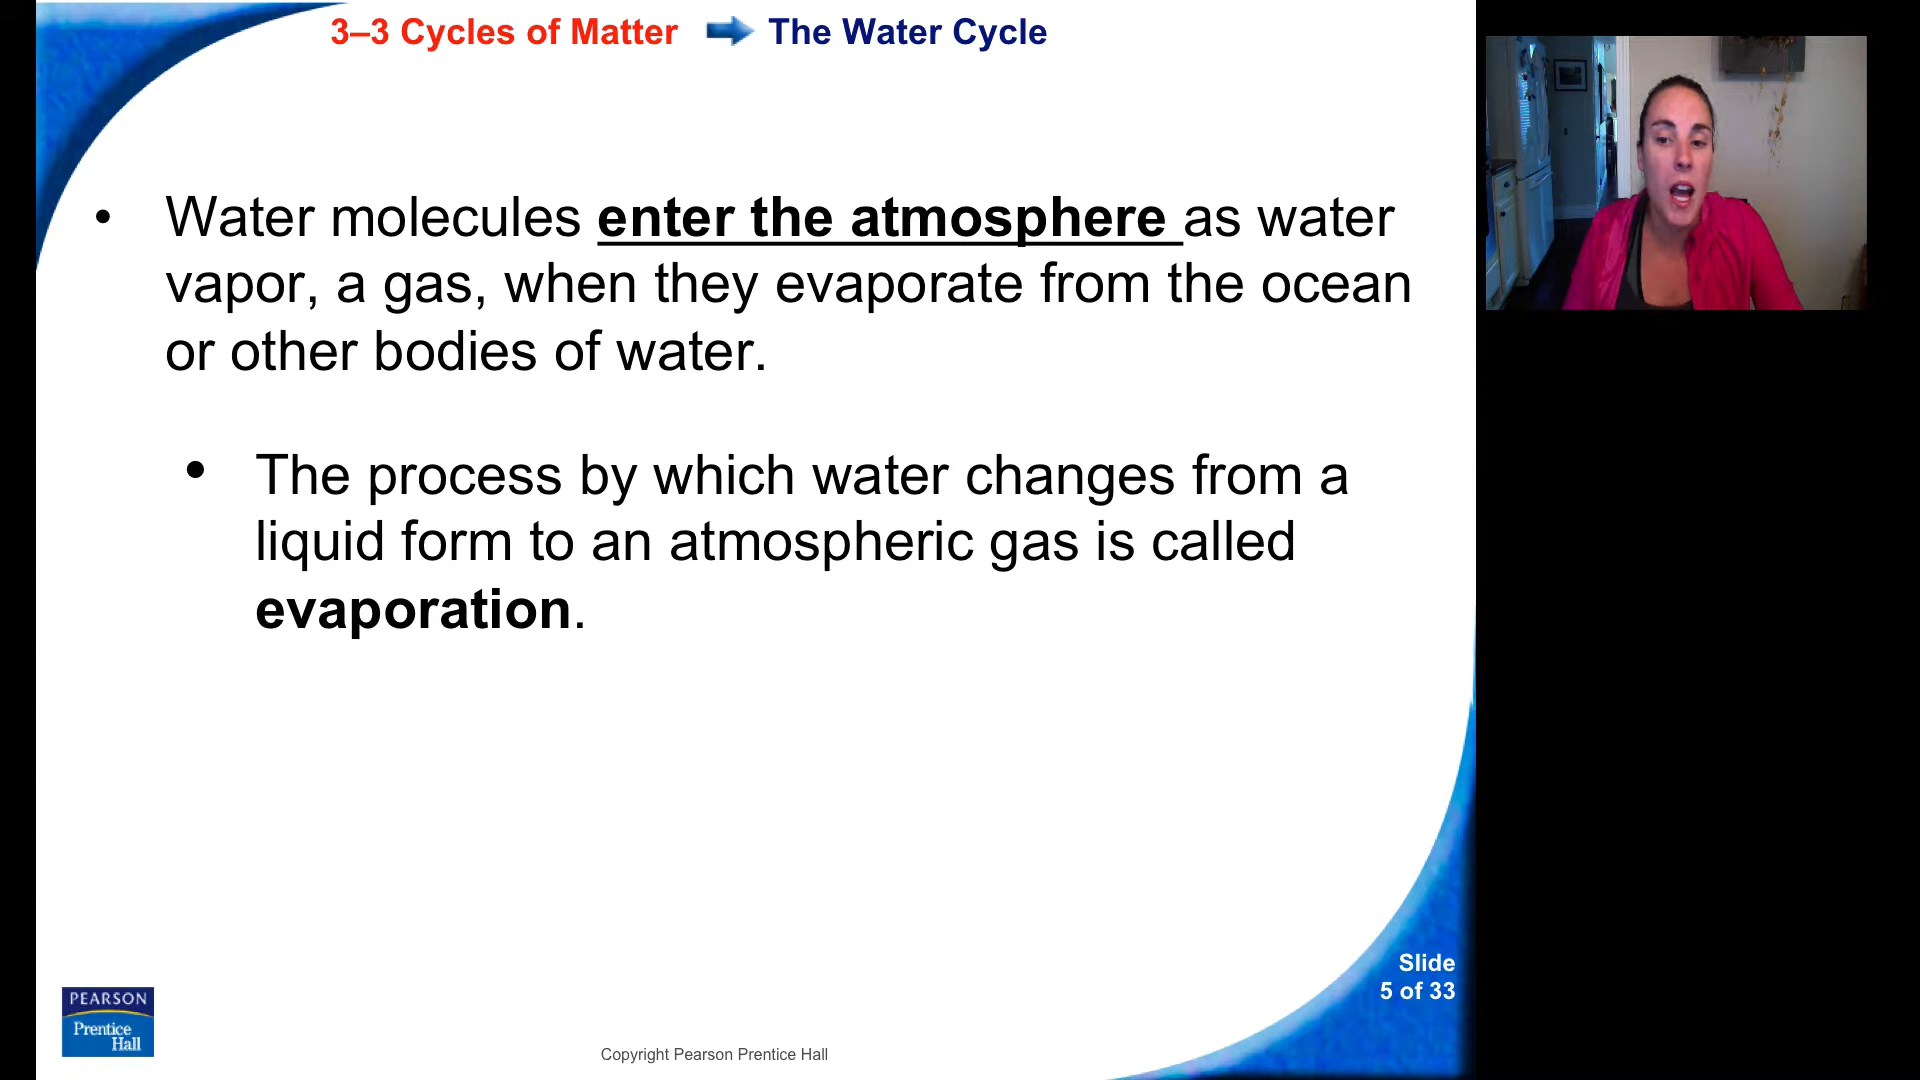 3–3 Cycles of Matter The Water Cycle
• Water molecules enter the atmosphere as water
vapor, a gas, when they evaporate from the ocean
or other bodies of water.
• The process by which water changes from a
liquid form to an atmospheric gas is called
evaporation.
Slide
5 of 33
PEARSON
Prentice
Hall
Copyright Pearson Prentice Hall